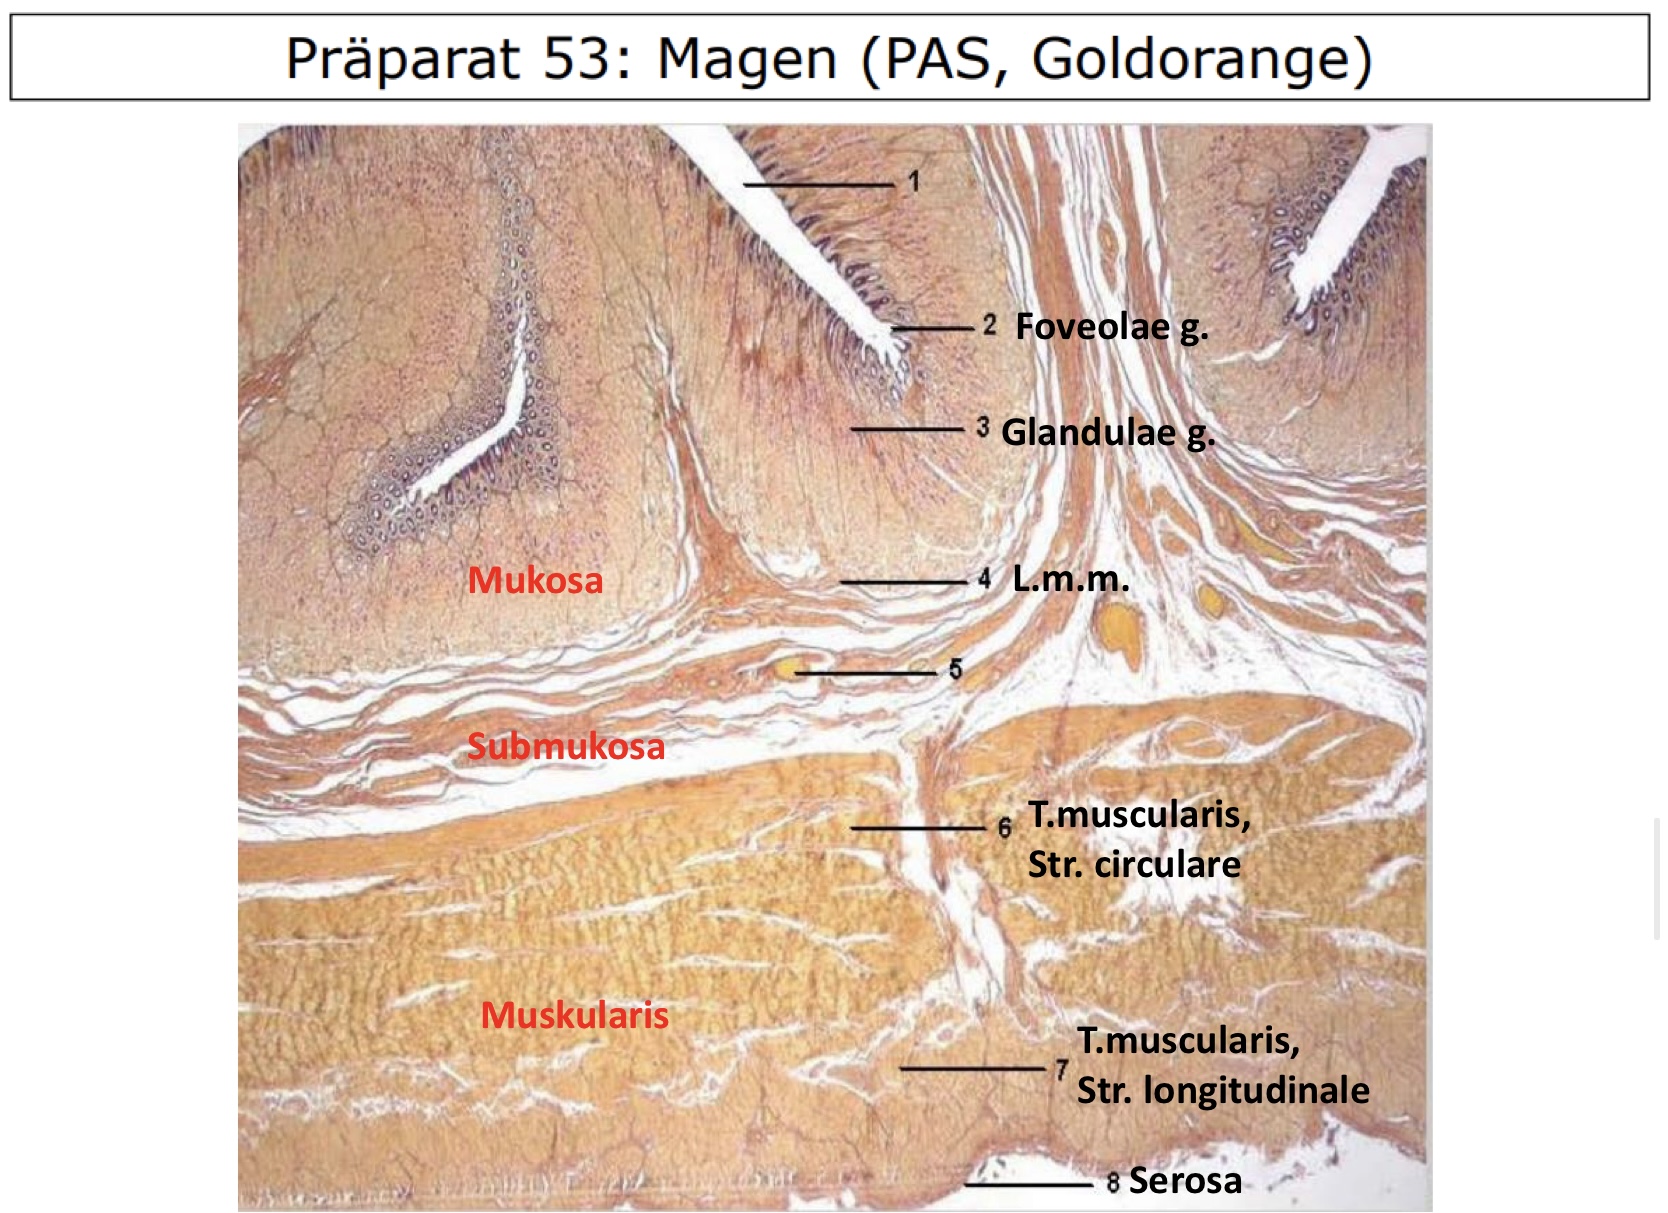 Präparat 53: Magen (PAS, Goldorange)
1
2 Foveolae g.
3 Glandulae g.
Mukosa
4 L.m.m.
5
Submukosa
6 T.muscularis,
Str. circulare
Muskularis
T.muscularis,
7 Str. longitudinale
8 Serosa